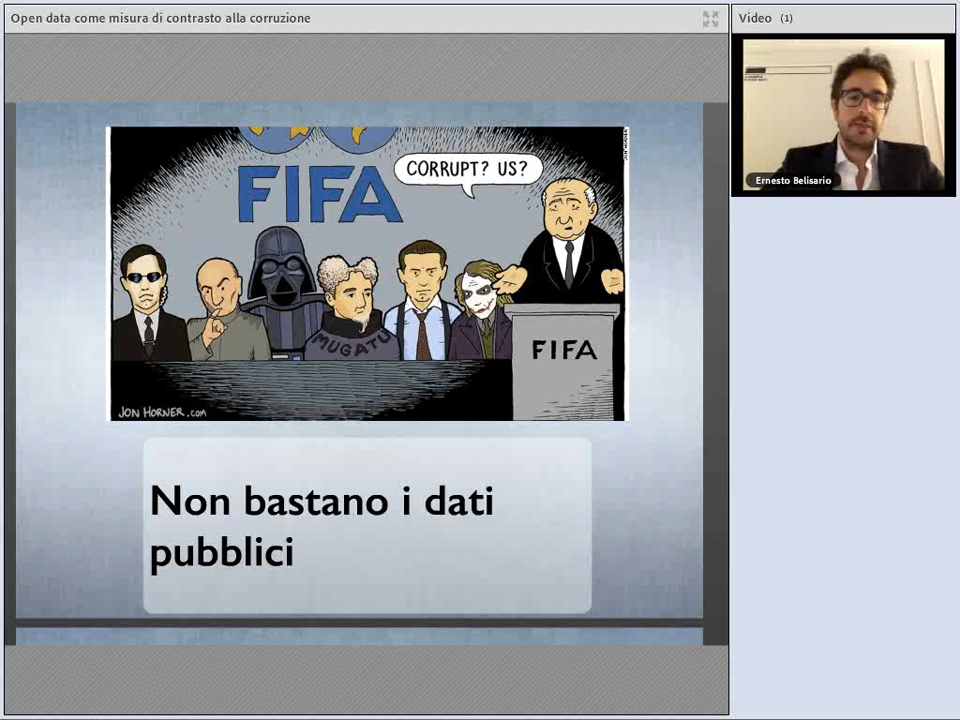 Open data come misura di contrasto alla corruzione
Video (1)
Ernesto Belisario
FIFA
CORRUPT? US?
MUGATU
FIFA
JON HORNER.com
Non bastano i dati
pubblici